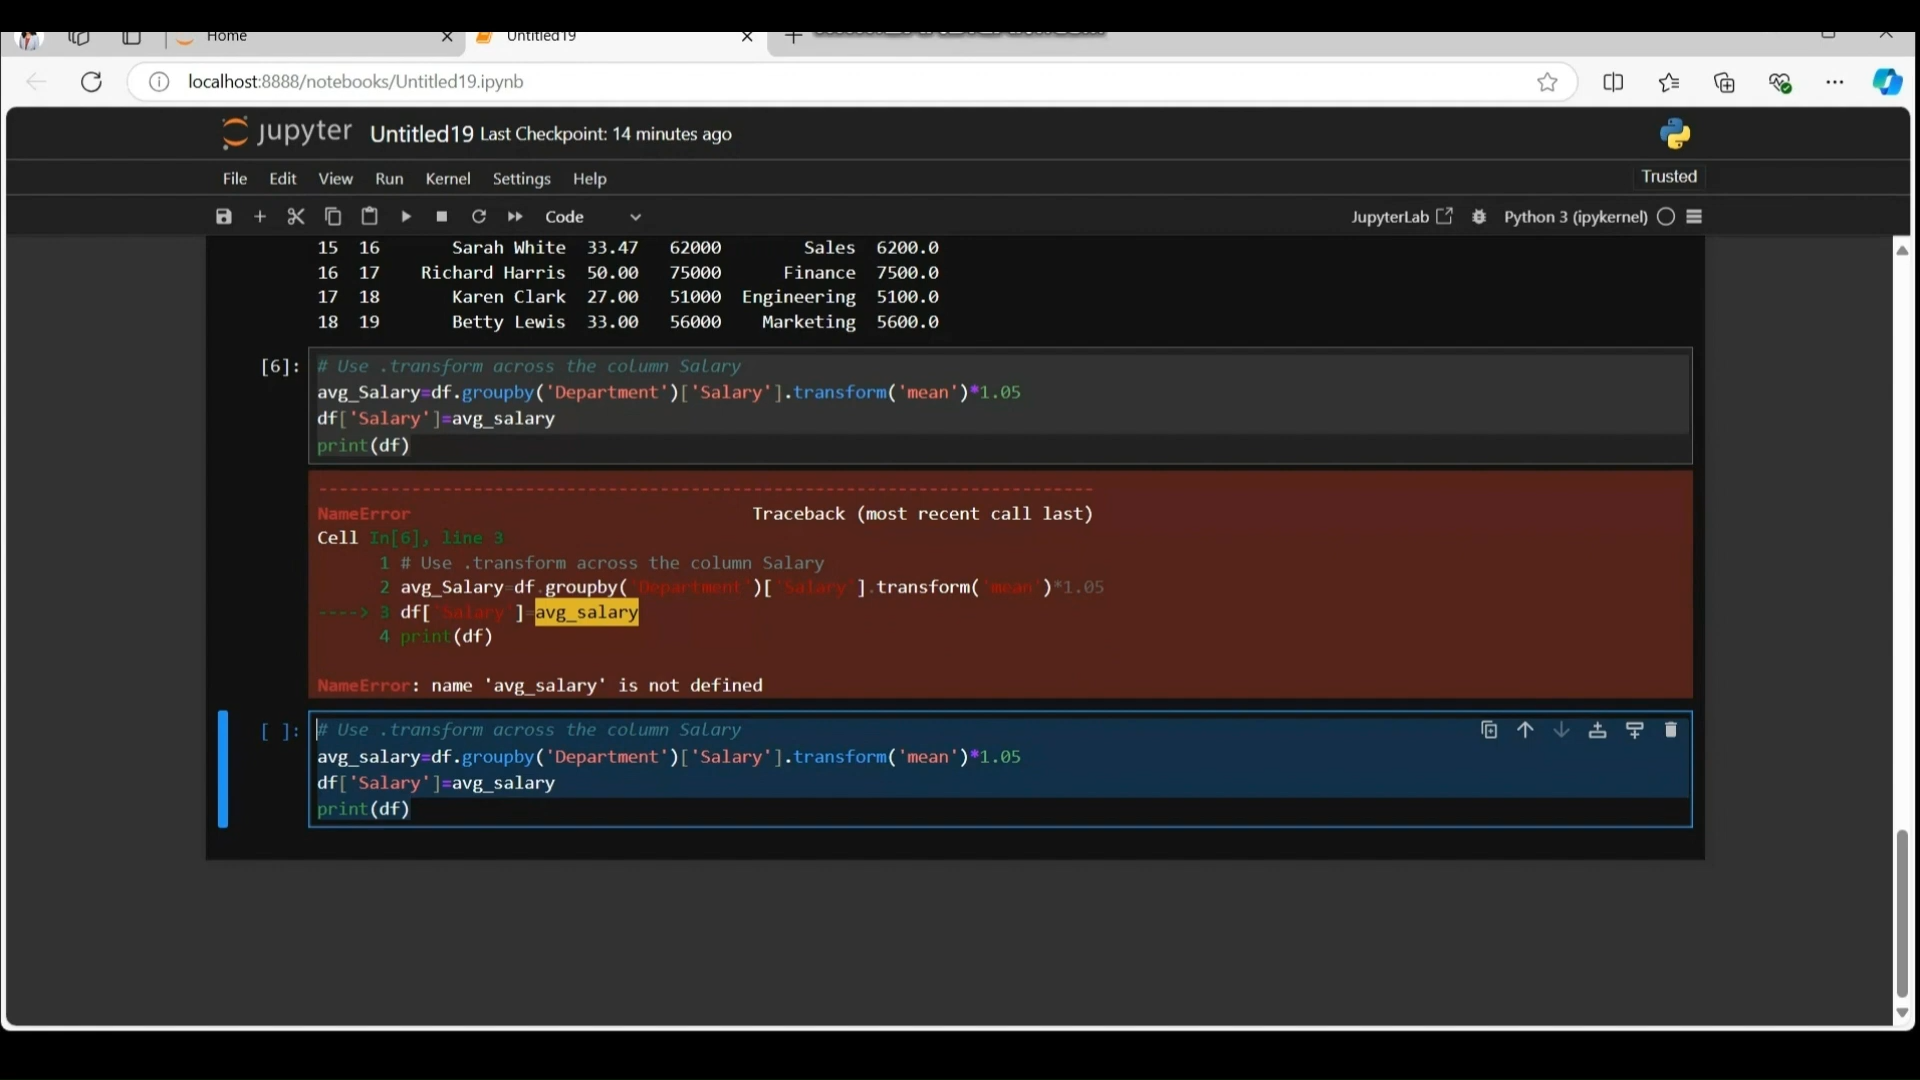 Home
Untitled19
localhost:8888/notebooks/Untitled19.ipynb
jupyter Untitled19 Last Checkpoint: 14 minutes ago
File Edit View Run Kernel Settings Help
Trusted
Code
JupyterLab
Python 3 (ipykernel)
15 16 Sarah White 33.47 62000 Sales 6200.0
16 17 Richard Harris 50.00 75000 Finance 7500.0
17 18 Karen Clark 27.00 51000 Engineering 5100.0
18 19 Betty Lewis 33.00 56000 Marketing 5600.0
[6]: # Use .transform across the column Salary
avg_Salary=df.groupby('Department')['Salary'].transform('mean')*1.05
df['Salary']=avg_salary
print(df)
---------------------------------------------------------------------------
NameError Traceback (most recent call last)
Cell In[6], line 3
1 # Use .transform across the column Salary
2 avg_Salary=df.groupby('Department')['Salary'].transform('mean')*1.05
----> 3 df['Salary']=avg_salary
4 print(df)
NameError: name 'avg_salary' is not defined
[ ]: # Use .transform across the column Salary
avg_salary=df.groupby('Department')['Salary'].transform('mean')*1.05
df['Salary']=avg_salary
print(df)